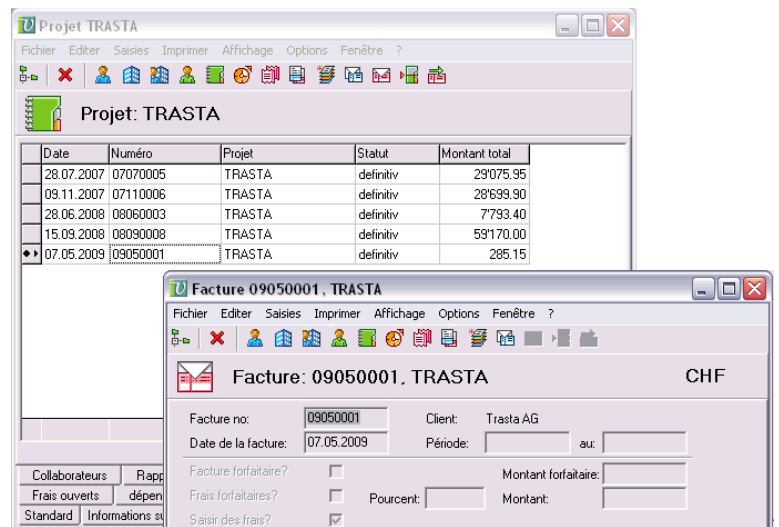 Projet TRASTA
Fichier Editer Saisies Imprimer Affichage Options Fenêtre ?
Projet: TRASTA
Date Numéro Projet Statut Montant total
28.07.2007 07070005 TRASTA definitiv 29'075.95
09.11.2007 07110006 TRASTA definitiv 28'699.90
28.06.2008 08060003 TRASTA definitiv 7'793.40
15.09.2008 08090008 TRASTA definitiv 59'170.00
07.05.2009 09050001 TRASTA definitiv 285.15
Collaborateurs Rapp
Frais ouverts dépen
Standard Informations su
Facture 09050001, TRASTA
Fichier Editer Saisies Imprimer Affichage Options Fenêtre ?
Facture: 09050001, TRASTA CHF
Facture no: 09050001 Client: Trasta AG
Date de la facture: 07.05.2009 Période: au:
Facture forfaitaire? Montant forfaitaire:
Frais forfaitaires? Pourcent: Montant:
Saisir des frais?